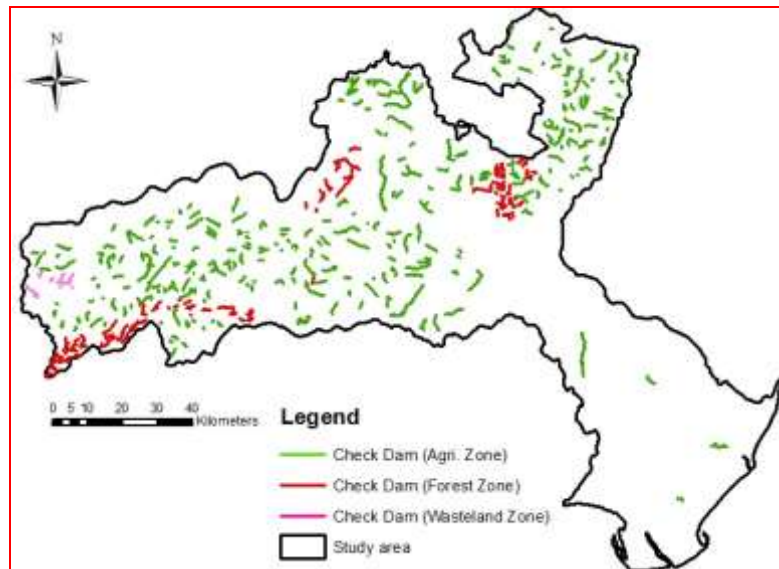 N
0 5 10 20 30 40
Kilometers
Legend
Check Dam (Agri. Zone)
Check Dam (Forest Zone)
Check Dam (Wasteland Zone)
Study area